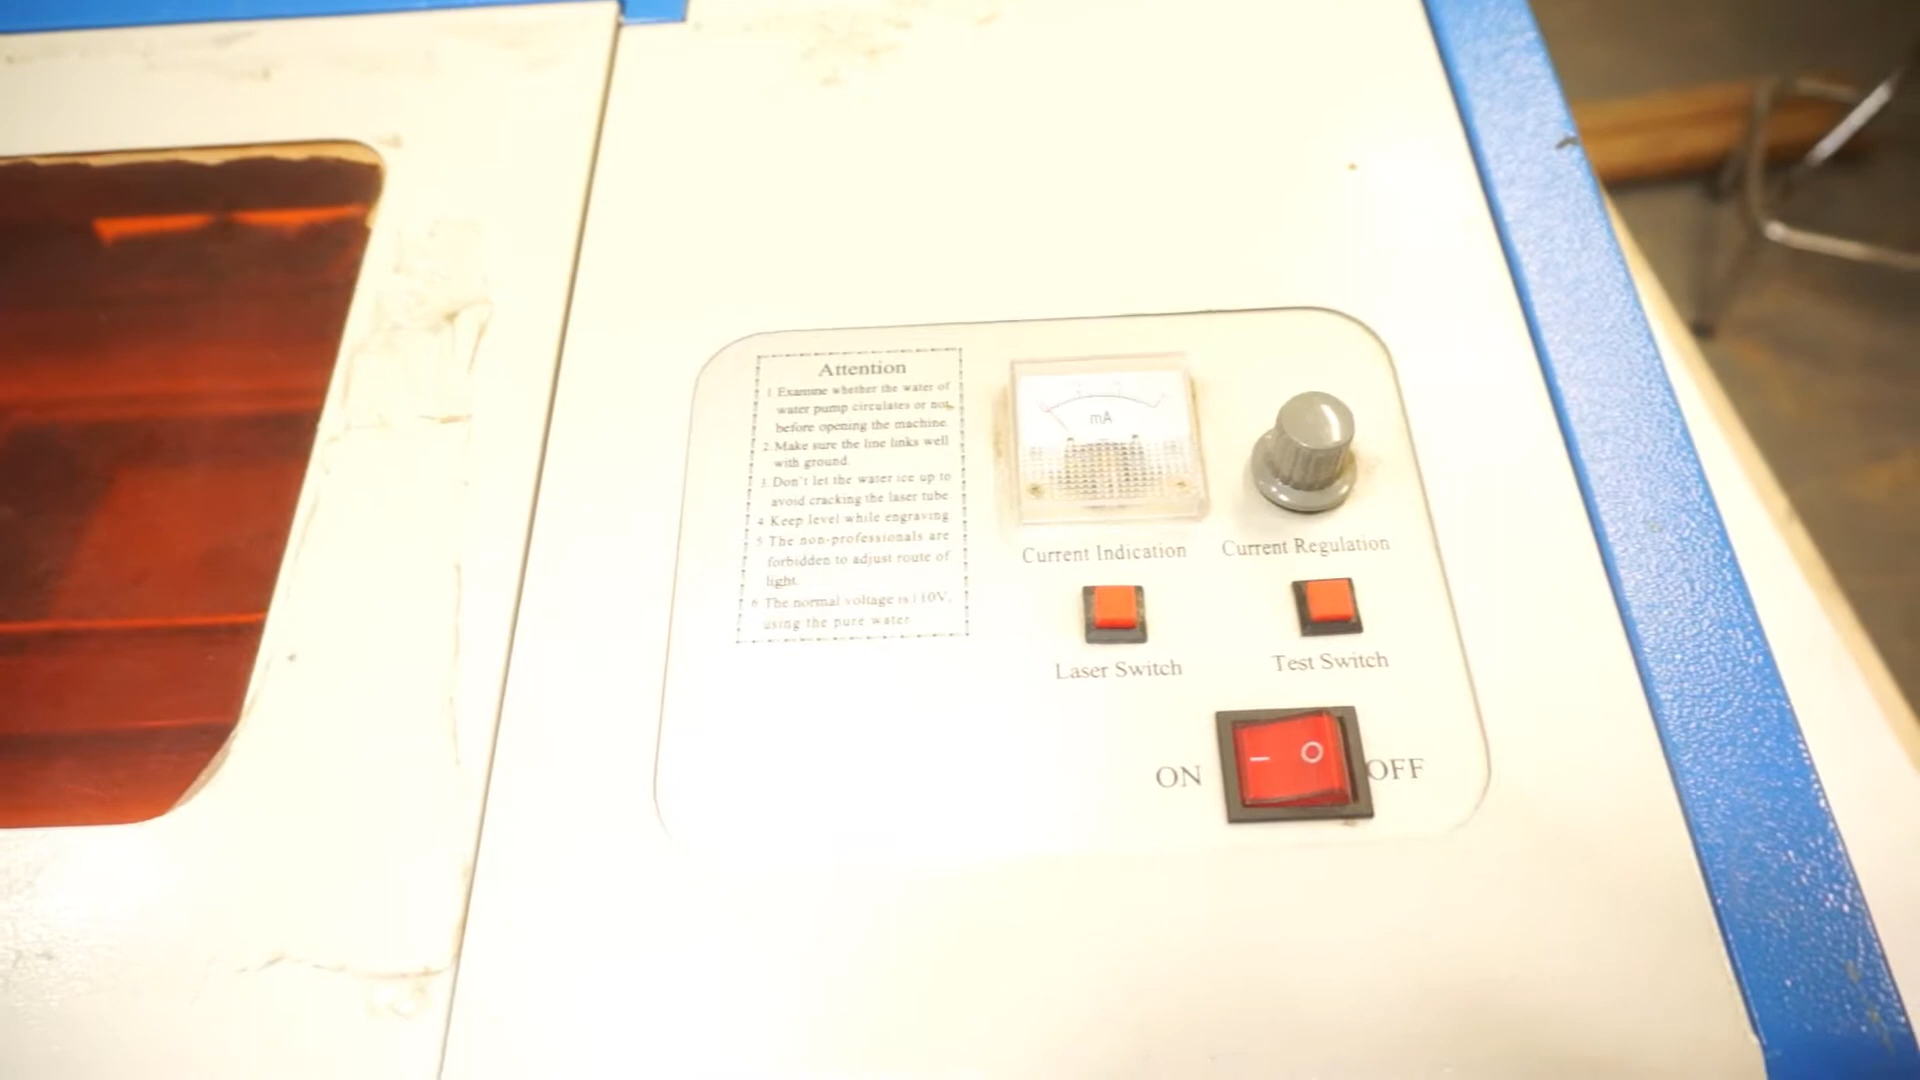 Attention
1. Examine whether the water of
water pump circulates or not
before opening the machine.
2. Make sure the line links well
with ground.
3. Don't let the water ice up to
avoid cracking the laser tube
4 Keep level while engraving
5 The non-professionals are
forbidden to adjust route of
light.
6 The normal voltage is 110V,
using the pure water
mA
Current Indication
Current Regulation
Laser Switch
Test Switch
ON
OFF